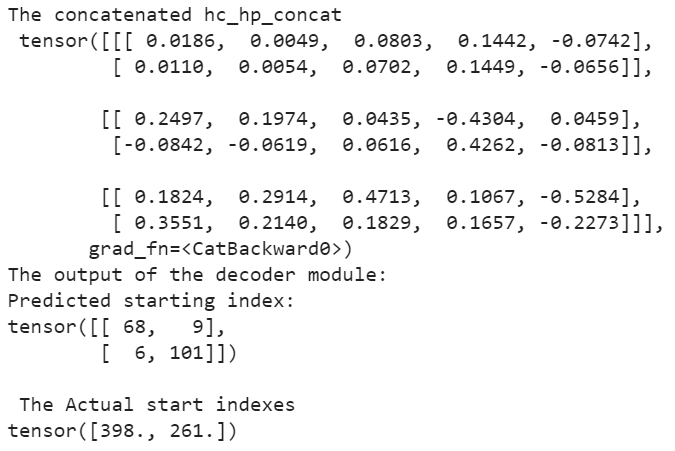 The concatenated hc_hp_concat
tensor([[[ 0.0186, 0.0049, 0.0803, 0.1442, -0.0742],
[ 0.0110, 0.0054, 0.0702, 0.1449, -0.0656]],
[[ 0.2497, 0.1974, 0.0435, -0.4304, 0.0459],
[-0.0842, -0.0619, 0.0616, 0.4262, -0.0813]],
[[ 0.1824, 0.2914, 0.4713, 0.1067, -0.5284],
[ 0.3551, 0.2140, 0.1829, 0.1657, -0.2273]]],
grad_fn=<CatBackward0>)
The output of the decoder module:
Predicted starting index:
tensor([[ 68, 9],
[ 6, 101]])
The Actual start indexes
tensor([398., 261.])